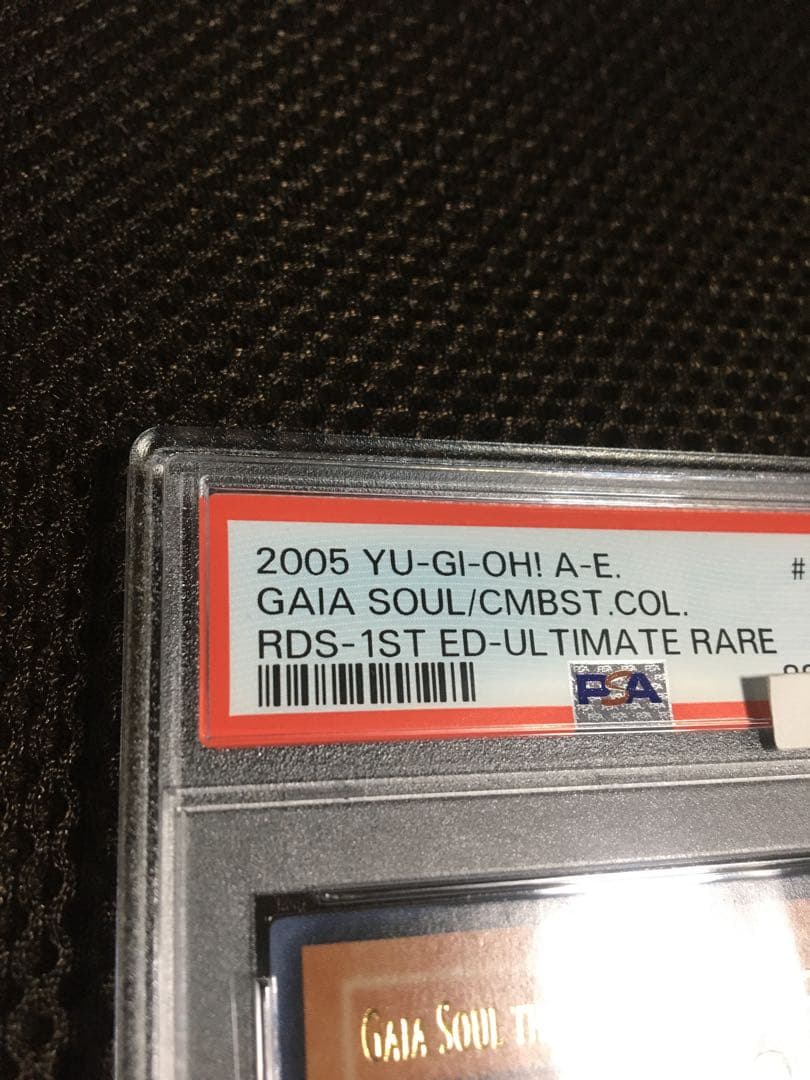 2005 YU-GI-OH! A-E. #
GAIA SOUL/CMBST.COL.
RDS-1ST ED-ULTIMATE RARE
PSA
GAIA SOUL